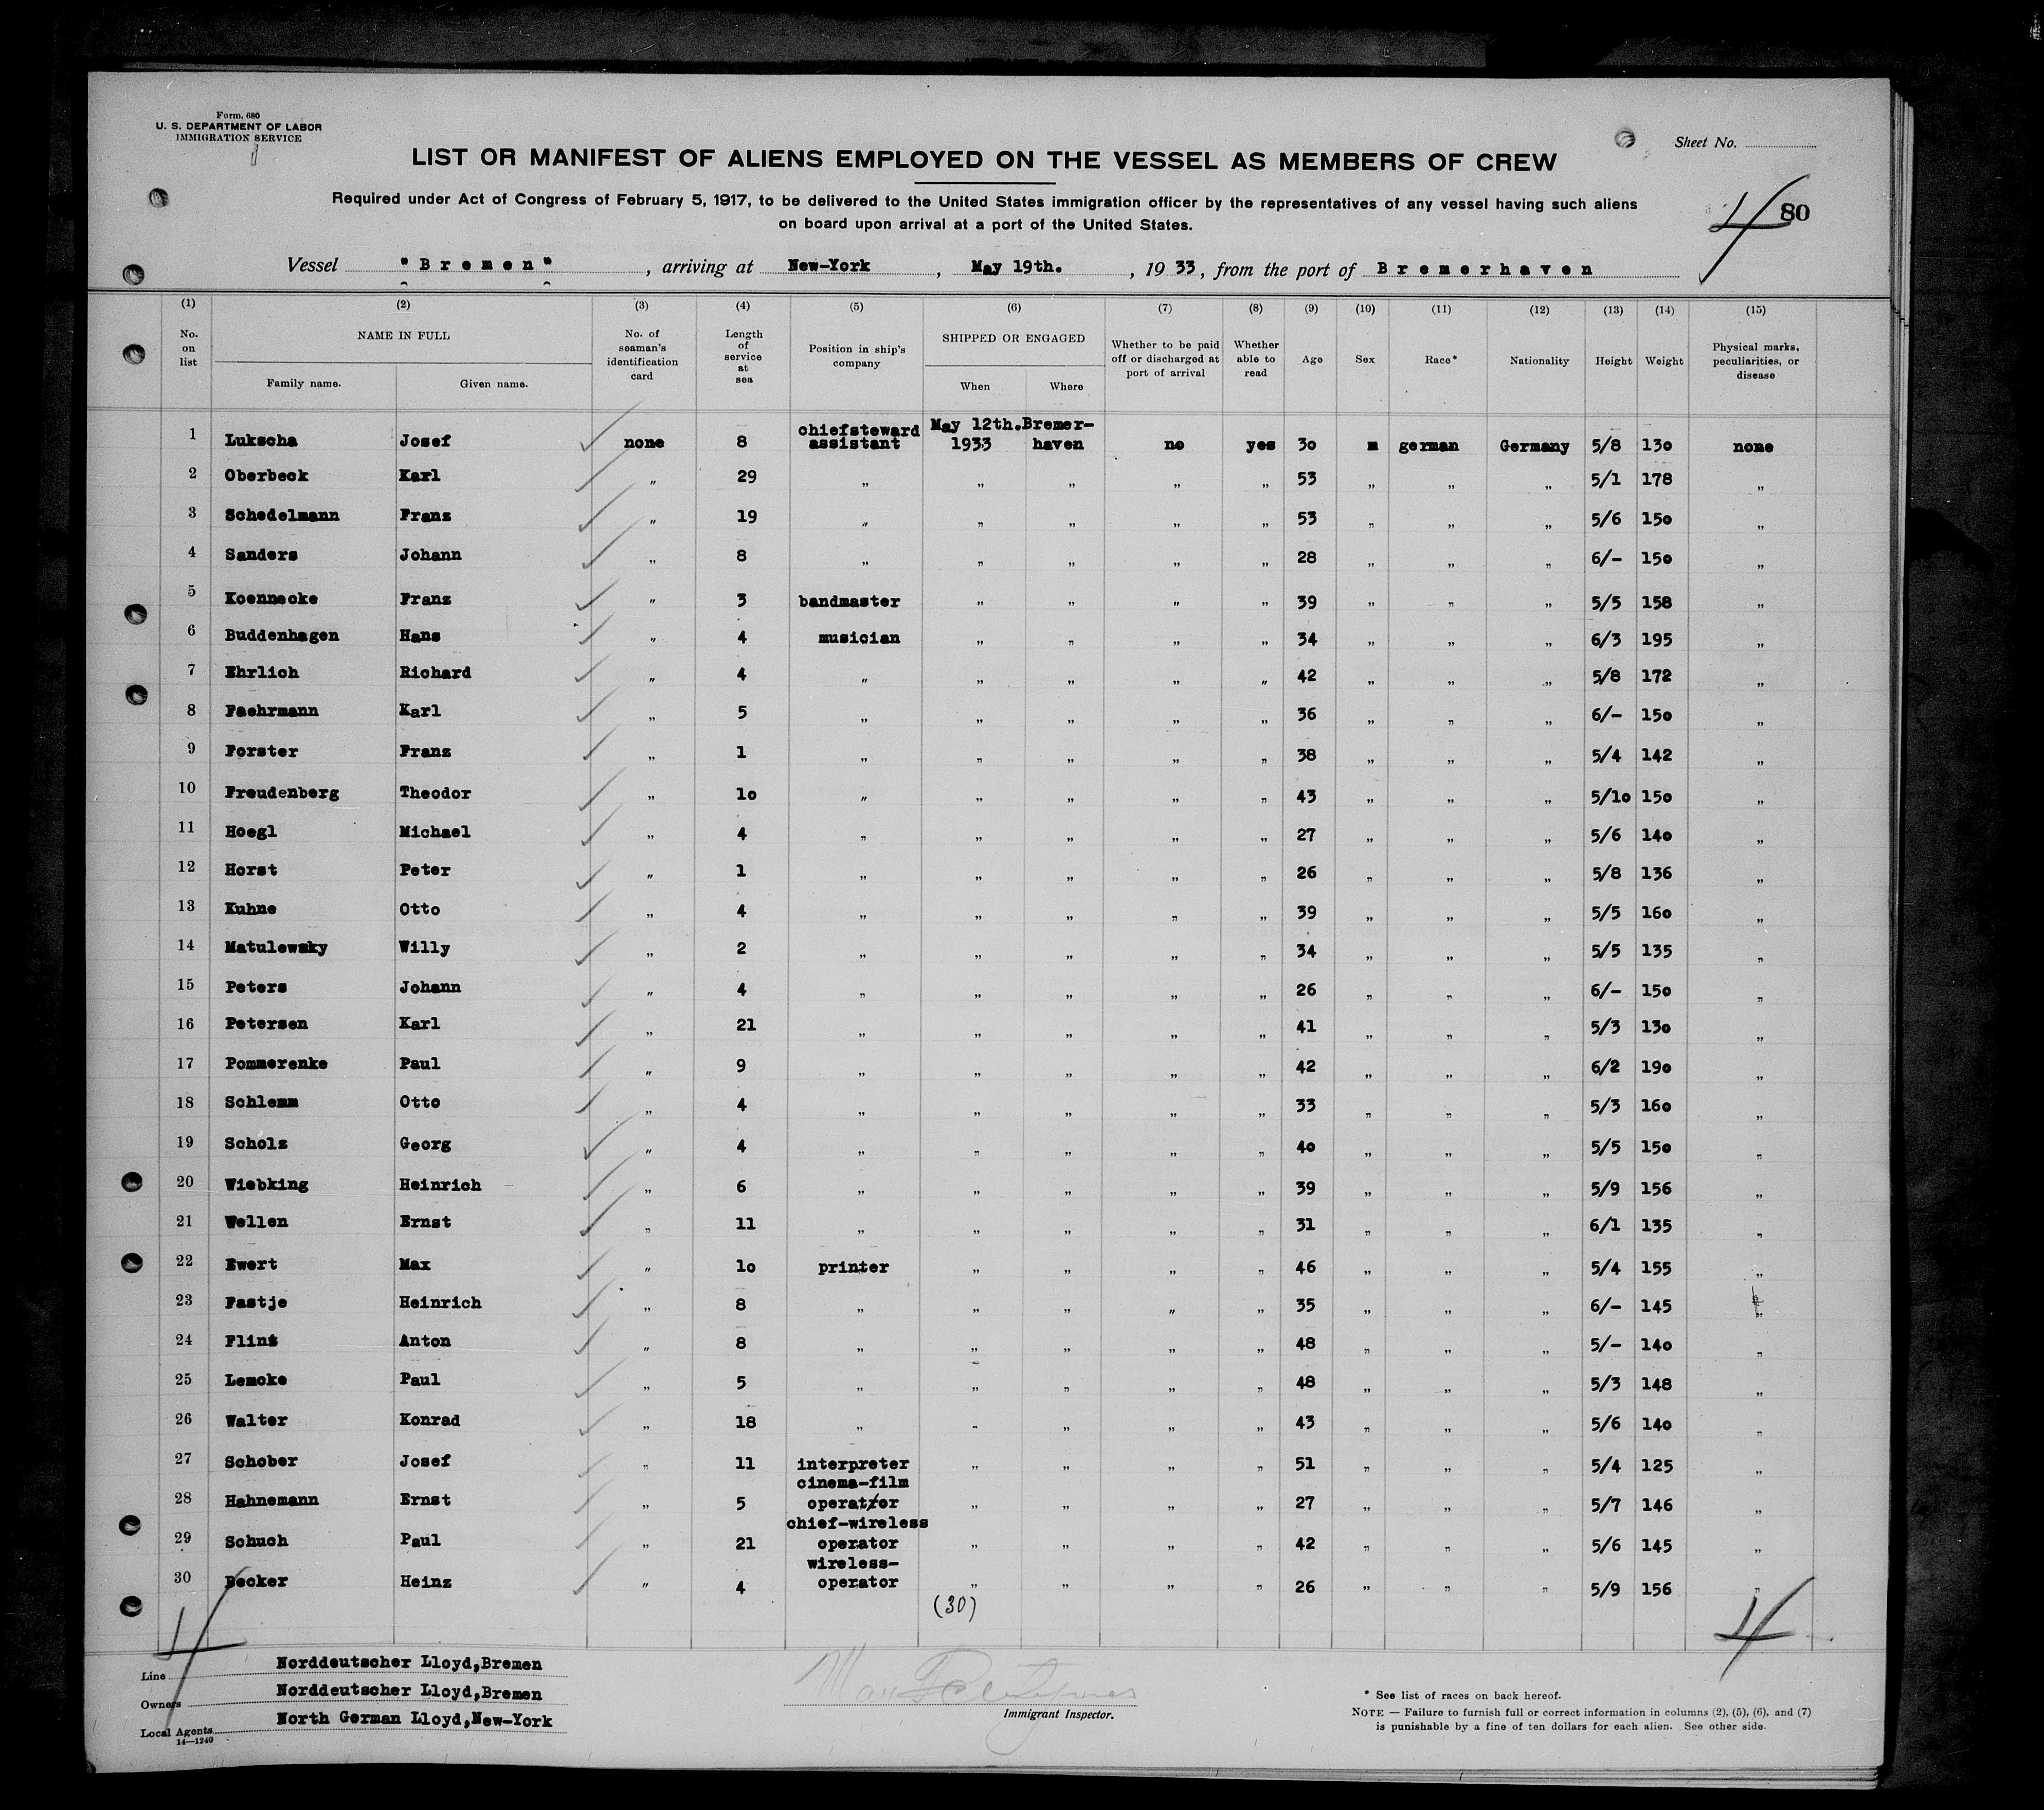 Form. 680
U. S. DEPARTMENT OF LABOR
IMMIGRATION SERVICE
Sheet No.
LIST OR MANIFEST OF ALIENS EMPLOYED ON THE VESSEL AS MEMBERS OF CREW
Required under Act of Congress of February 5, 1917, to be delivered to the United States immigration officer by the representatives of any vessel having such aliens
on board upon arrival at a port of the United States.
4 80
Vessel "Bremen", arriving at New-York, May 19th., 1933, from the port of Bremerhaven
(1) (2) (3) (4) (5) (6) (7) (8) (9) (10) (11) (12) (13) (14) (15)
No. on list NAME IN FULL Family name. Given name. No. of seaman's identification card Length of service at sea Position in ship's company SHIPPED OR ENGAGED When Where Whether to be paid off or discharged at port of arrival Whether able to read Age Sex Race* Nationality Height Weight Physical marks, peculiarities, or disease
1 Lukscha Josef none 8 chiefsteward assistant May 12th. 1933 Bremer-haven no yes 30 m german Germany 5/8 130 none
2 Oberbeck Karl „ 29 „ „ „ „ „ 53 „ „ „ 5/1 178 „
3 Schedelmann Franz „ 19 „ „ „ „ „ 53 „ „ „ 5/6 150 „
4 Sanders Johann „ 8 „ „ „ „ „ 28 „ „ „ 6/- 150 „
5 Koennecke Franz „ 3 bandmaster „ „ „ „ 39 „ „ „ 5/5 158 „
6 Buddenhagen Hans „ 4 musician „ „ „ „ 34 „ „ „ 6/3 195 „
7 Ehrlich Richard „ 4 „ „ „ „ „ 42 „ „ „ 5/8 172 „
8 Faehrmann Karl „ 5 „ „ „ „ „ 36 „ „ „ 6/- 150 „
9 Forster Franz „ 1 „ „ „ „ „ 38 „ „ „ 5/4 142 „
10 Freudenberg Theodor „ 10 „ „ „ „ „ 43 „ „ „ 5/10 150 „
11 Hoegl Michael „ 4 „ „ „ „ „ 27 „ „ „ 5/6 140 „
12 Horst Peter „ 1 „ „ „ „ „ 26 „ „ „ 5/8 136 „
13 Kuhne Otto „ 4 „ „ „ „ „ 39 „ „ „ 5/5 160 „
14 Matulewsky Willy „ 2 „ „ „ „ „ 34 „ „ „ 5/5 135 „
15 Peters Johann „ 4 „ „ „ „ „ 26 „ „ „ 6/- 150 „
16 Petersen Karl „ 21 „ „ „ „ „ 41 „ „ „ 5/3 130 „
17 Pommerenke Paul „ 9 „ „ „ „ „ 42 „ „ „ 6/2 190 „
18 Schlemm Otto „ 4 „ „ „ „ „ 33 „ „ „ 5/3 160 „
19 Scholz Georg „ 4 „ „ „ „ „ 40 „ „ „ 5/5 150 „
20 Wiebking Heinrich „ 6 „ „ „ „ „ 39 „ „ „ 5/9 156 „
21 Wellen Ernst „ 11 „ „ „ „ „ 31 „ „ „ 6/1 135 „
22 Ewert Max „ 10 printer „ „ „ „ 46 „ „ „ 5/4 155 „
23 Fastje Heinrich „ 8 „ „ „ „ „ 35 „ „ „ 6/- 145 „
24 Flint Anton „ 8 „ „ „ „ „ 48 „ „ „ 5/- 140 „
25 Lemcke Paul „ 5 „ „ „ „ „ 48 „ „ „ 5/3 148 „
26 Walter Konrad „ 18 „ „ „ „ „ 43 „ „ „ 5/6 140 „
27 Schober Josef „ 11 interpreter „ „ „ „ 51 „ „ „ 5/4 125 „
28 Hahnemann Ernst „ 5 cinema-film operator „ „ „ „ 27 „ „ „ 5/7 146 „
29 Schuch Paul „ 21 chief-wireless operator „ „ „ „ 42 „ „ „ 5/6 145 „
30 Becker Heinz „ 4 wireless-operator „ „ „ „ 26 „ „ „ 5/9 156 „
(30)
4 4
Line Norddeutscher Lloyd,Bremen
Owners Norddeutscher Lloyd,Bremen
Local Agents North German Lloyd,New-York
14—1240
Immigrant Inspector.
* See list of races on back hereof.
NOTE — Failure to furnish full or correct information in columns (2), (5), (6), and (7)
is punishable by a fine of ten dollars for each alien. See other side.